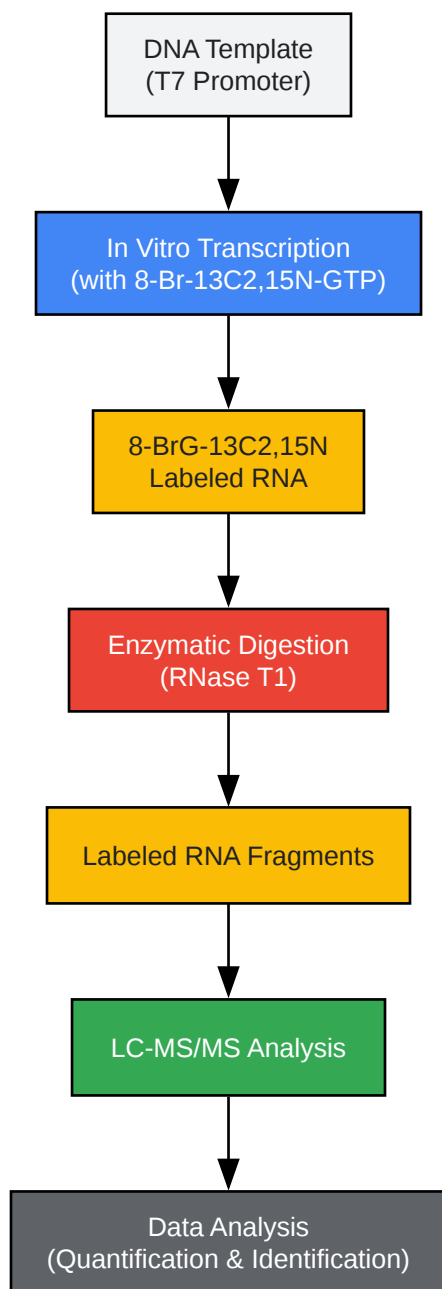 DNA Template
(T7 Promoter)
In Vitro Transcription
(with 8-Br-13C2,15N-GTP)
8-BrG-13C2,15N
Labeled RNA
Enzymatic Digestion
(RNase T1)
Labeled RNA Fragments
LC-MS/MS Analysis
Data Analysis
(Quantification & Identification)